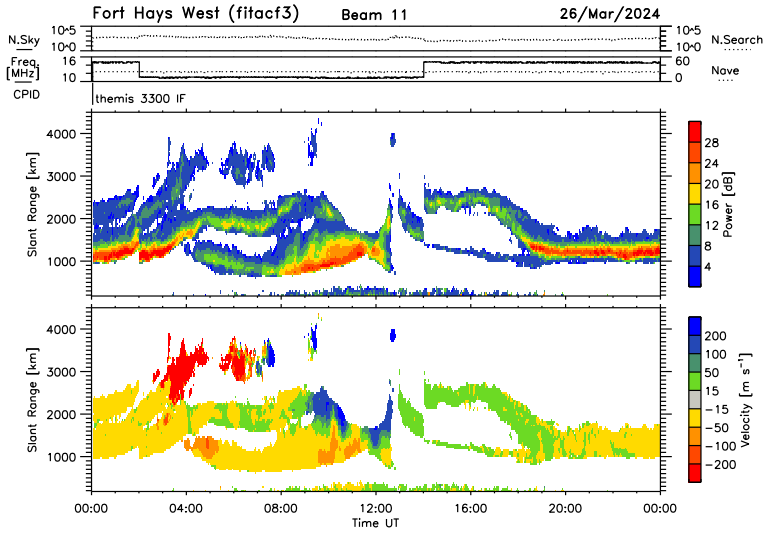 Fort Hays West (fitacf3) Beam 11 26/Mar/2024
N.Sky 10^5 10^0 10^5 10^0 N.Search
Freq. [MHz] 16 10 60 0 Nave
CPID themis 3300 IF
Slant Range [km] 4000 3000 2000 1000
Power [dB] 28 24 20 16 12 8 4
Slant Range [km] 4000 3000 2000 1000
Velocity [m s⁻¹] 200 100 50 15 −15 −50 −100 −200
00:00 04:00 08:00 12:00 16:00 20:00 00:00
Time UT